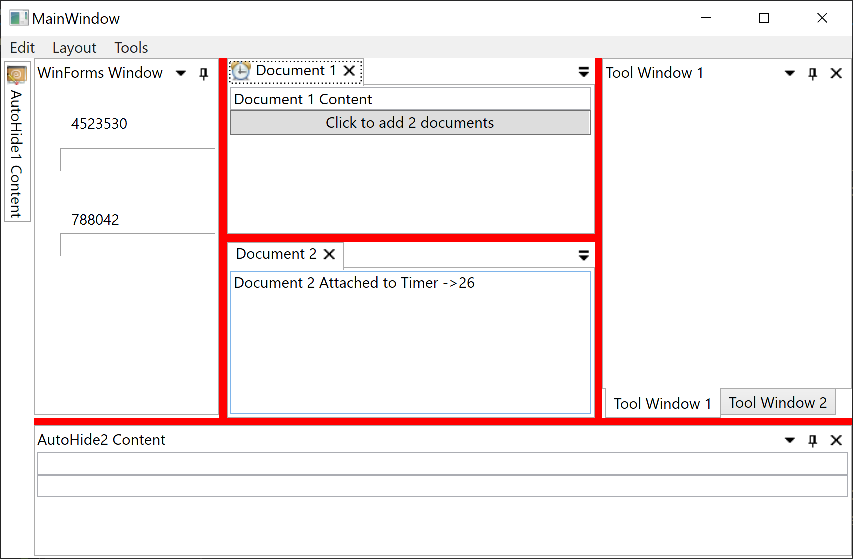 MainWindow
Edit Layout Tools
AutoHide1 Content
WinForms Window
4523530
788042
Document 1
Document 1 Content
Click to add 2 documents
Document 2
Document 2 Attached to Timer ->26
Tool Window 1
Tool Window 1 Tool Window 2
AutoHide2 Content